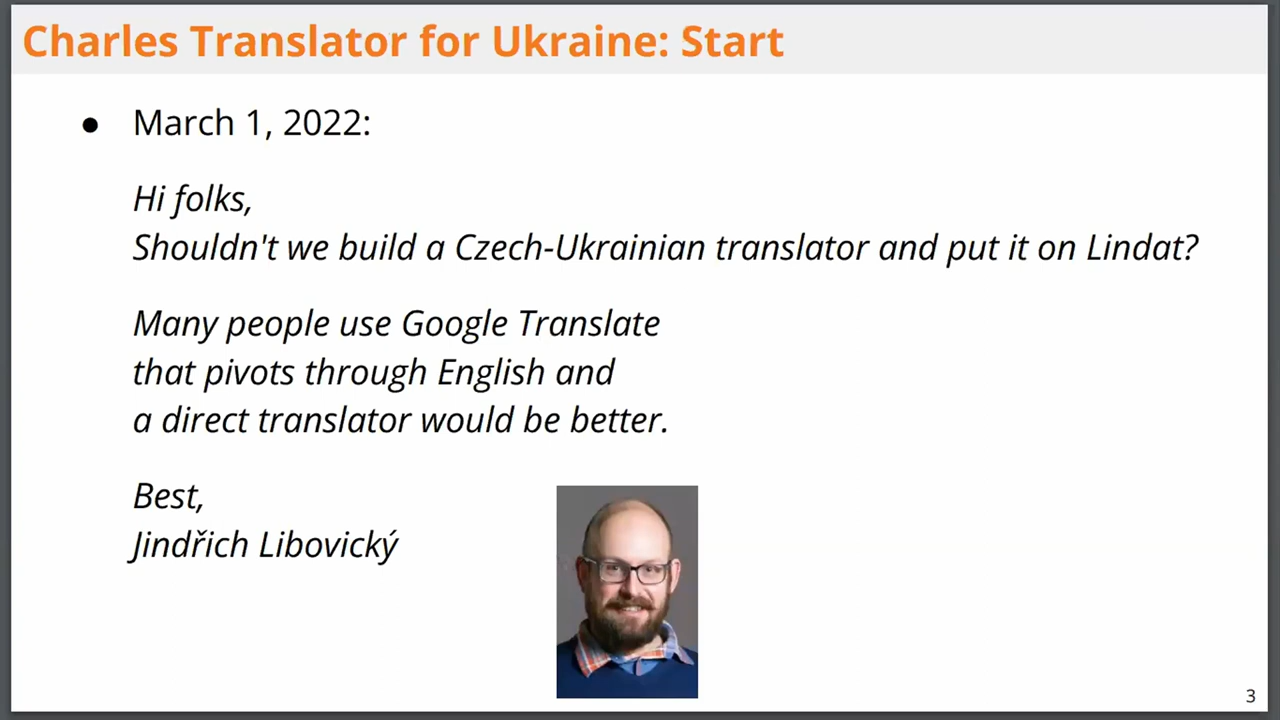 Charles Translator for Ukraine: Start
● March 1, 2022:
Hi folks,
Shouldn't we build a Czech-Ukrainian translator and put it on Lindat?
Many people use Google Translate
that pivots through English and
a direct translator would be better.
Best,
Jindřich Libovický
3